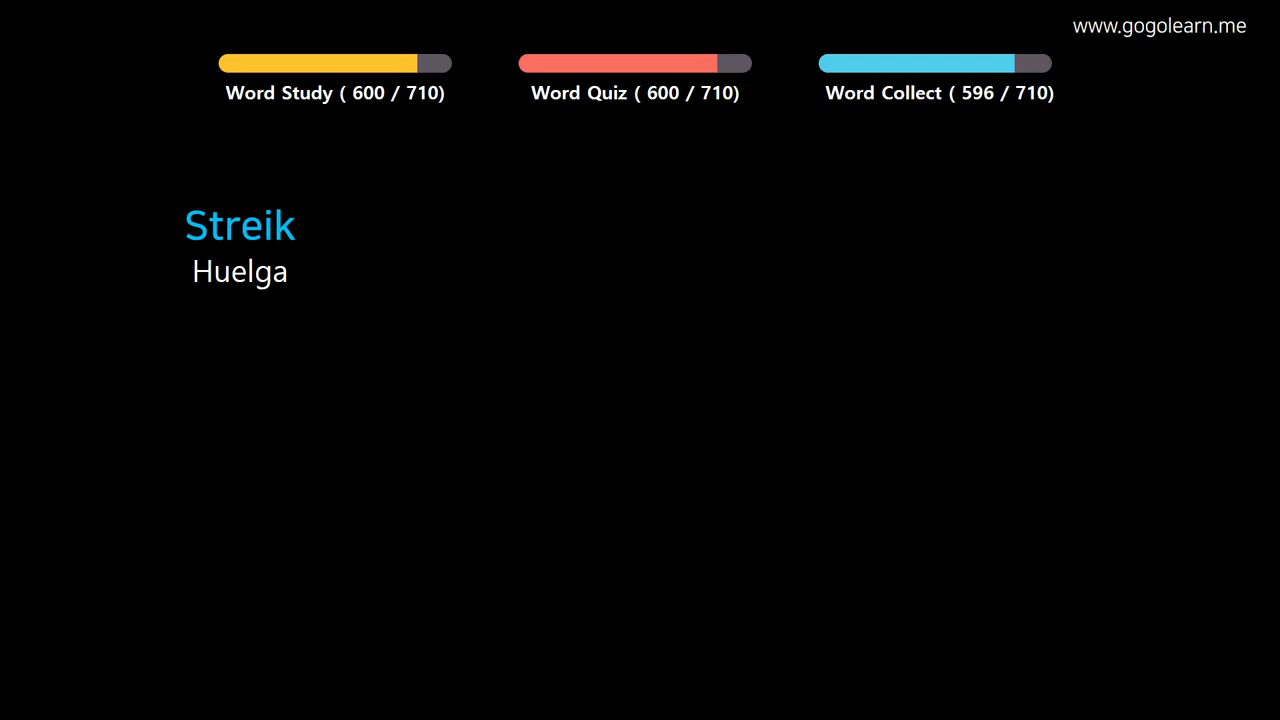 www.gogolearn.me
Word Study ( 600 / 710)
Word Quiz ( 600 / 710)
Word Collect ( 596 / 710)
Streik
Huelga